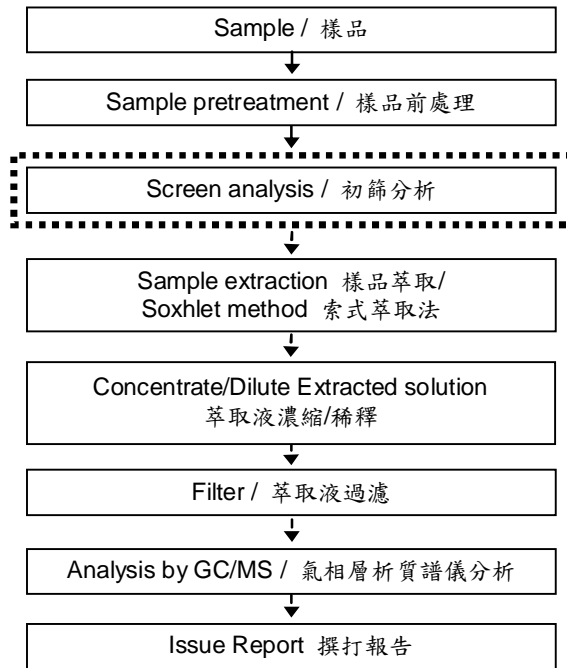 Sample / 樣品
Sample pretreatment / 樣品前處理
Screen analysis / 初篩分析
Sample extraction 樣品萃取/
Soxhlet method 索式萃取法
Concentrate/Dilute Extracted solution
萃取液濃縮/稀釋
Filter / 萃取液過濾
Analysis by GC/MS / 氣相層析質譜儀分析
Issue Report 撰打報告